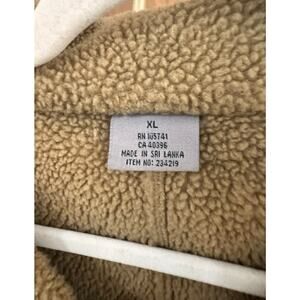 XL
RN 105741
CA 40396
MADE IN SRI LANKA
ITEM NO: 234219